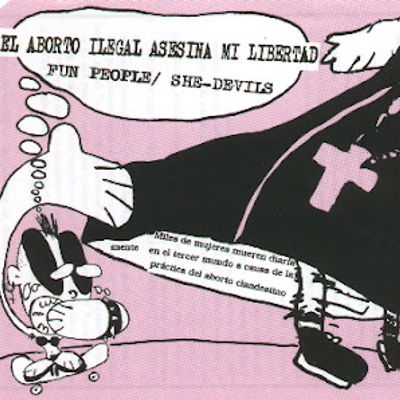 EL ABORTO ILEGAL ASESINA MI LIBERTAD
FUN PEOPLE/ SHE-DEVILS
Miles de mujeres mueren diaria
mente en el tercer mundo a causa de la
práctica del aborto clandestino